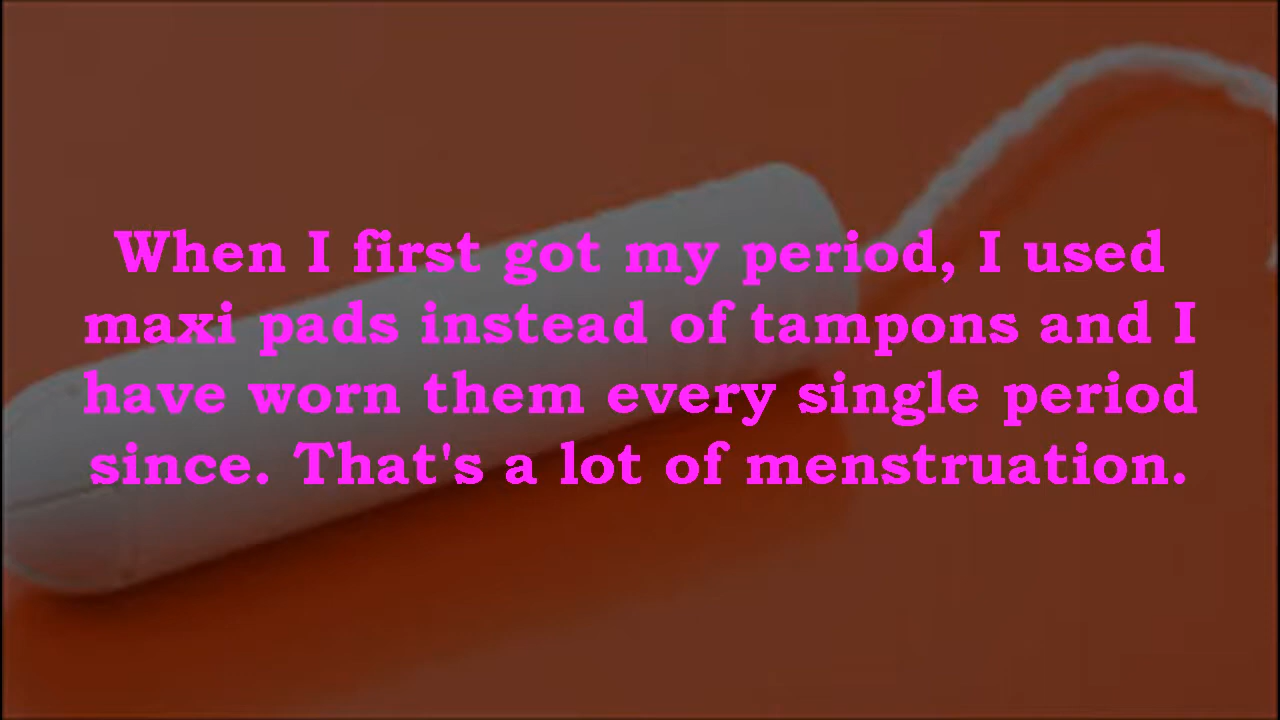 When I first got my period, I used
maxi pads instead of tampons and I
have worn them every single period
since. That's a lot of menstruation.